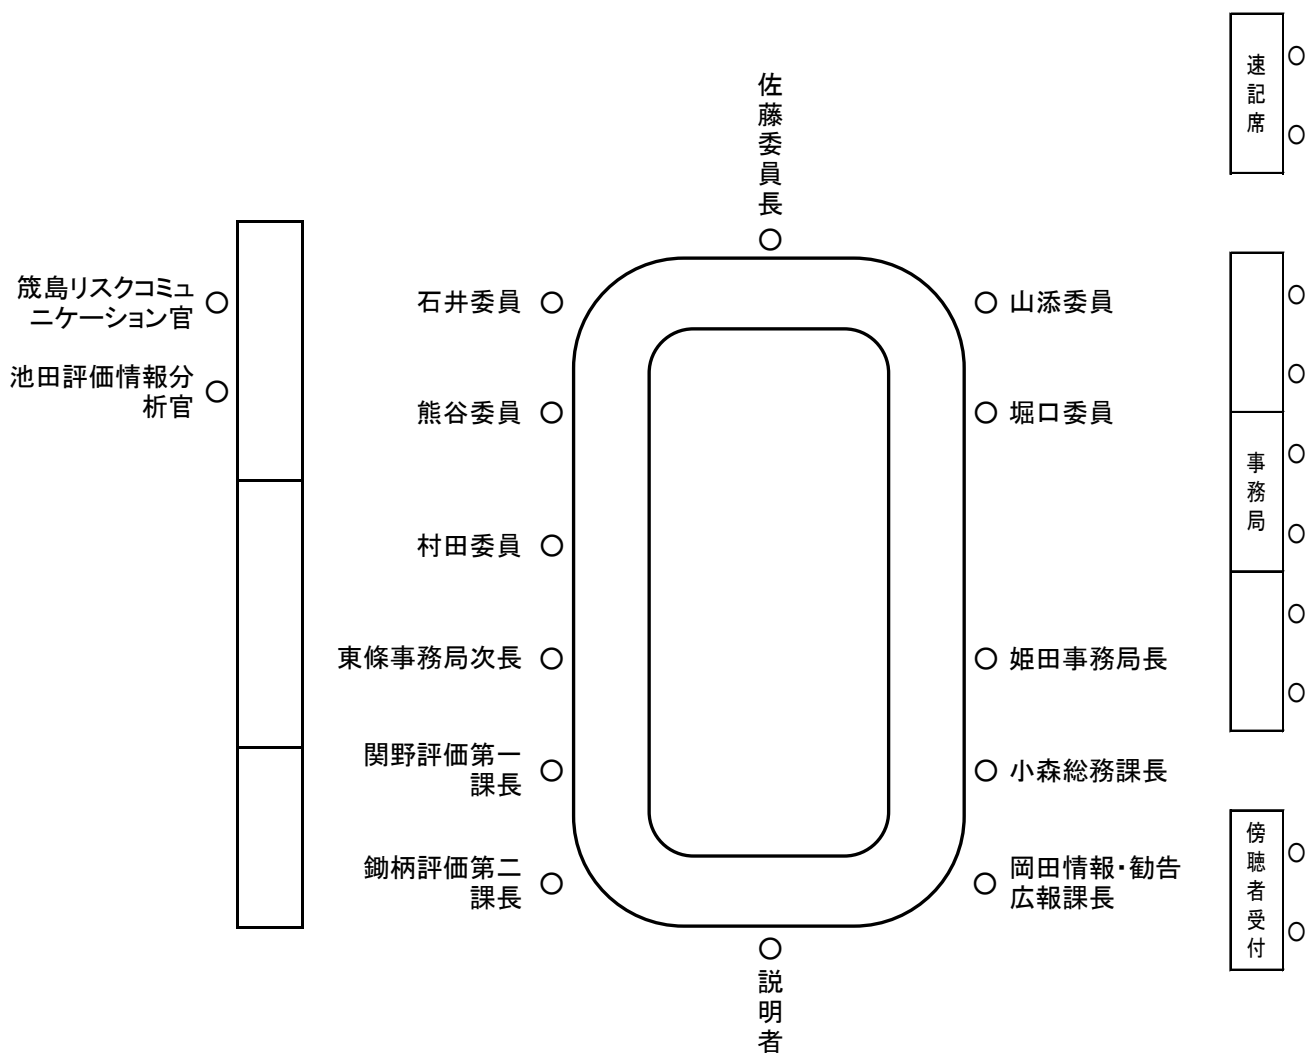 速記席
佐藤委員長
筬島リスクコミュ
ニケーション官
石井委員
山添委員
池田評価情報分
析官
熊谷委員
堀口委員
事務局
村田委員
東條事務局次長
姫田事務局長
関野評価第一
課長
小森総務課長
鋤柄評価第二
課長
岡田情報・勧告
広報課長
傍聴者受付
説明者